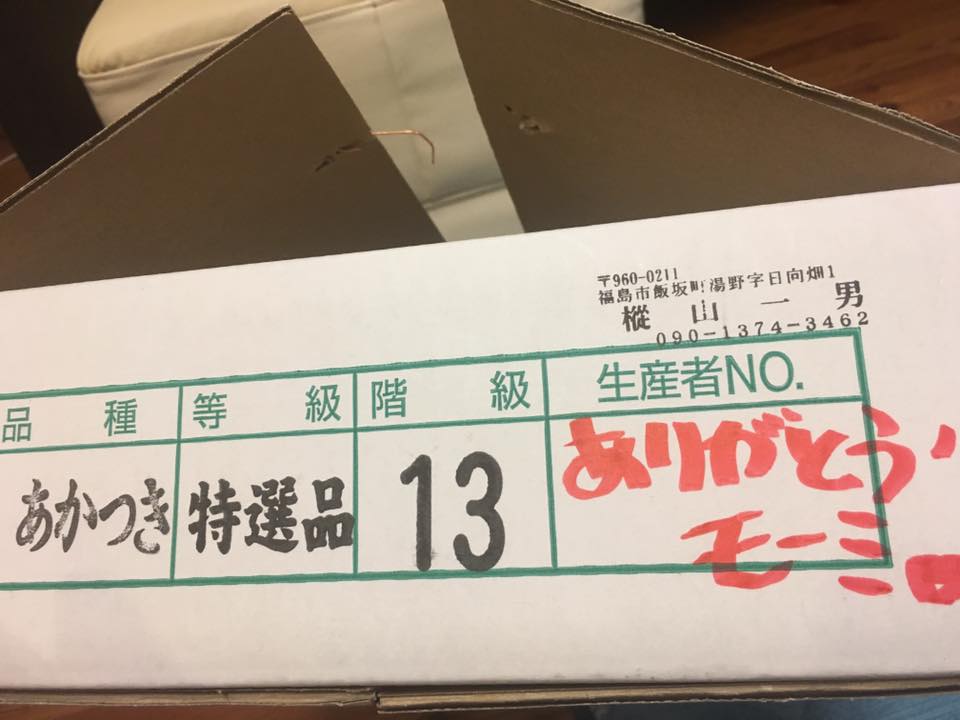 〒960-0211
福島市飯坂町湯野字日向畑1
樅山一男
090-1374-3462
品種 等級 階級 生産者NO.
あかつき 特選品 13
ありがとう
モーミ